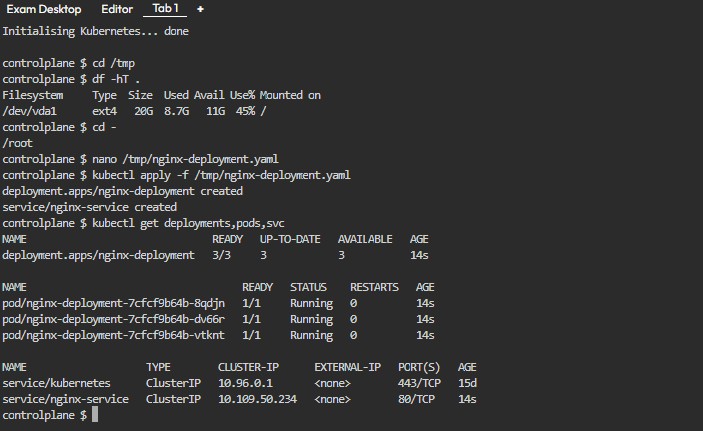 Exam Desktop Editor Tab 1 +
Initialising Kubernetes... done
controlplane $ cd /tmp
controlplane $ df -hT .
Filesystem Type Size Used Avail Use% Mounted on
/dev/vda1 ext4 20G 8.7G 11G 45% /
controlplane $ cd -
/root
controlplane $ nano /tmp/nginx-deployment.yaml
controlplane $ kubectl apply -f /tmp/nginx-deployment.yaml
deployment.apps/nginx-deployment created
service/nginx-service created
controlplane $ kubectl get deployments,pods,svc
NAME READY UP-TO-DATE AVAILABLE AGE
deployment.apps/nginx-deployment 3/3 3 3 14s
NAME READY STATUS RESTARTS AGE
pod/nginx-deployment-7cfcf9b64b-8qdjn 1/1 Running 0 14s
pod/nginx-deployment-7cfcf9b64b-dv66r 1/1 Running 0 14s
pod/nginx-deployment-7cfcf9b64b-vtknt 1/1 Running 0 14s
NAME TYPE CLUSTER-IP EXTERNAL-IP PORT(S) AGE
service/kubernetes ClusterIP 10.96.0.1 <none> 443/TCP 15d
service/nginx-service ClusterIP 10.109.50.234 <none> 80/TCP 14s
controlplane $